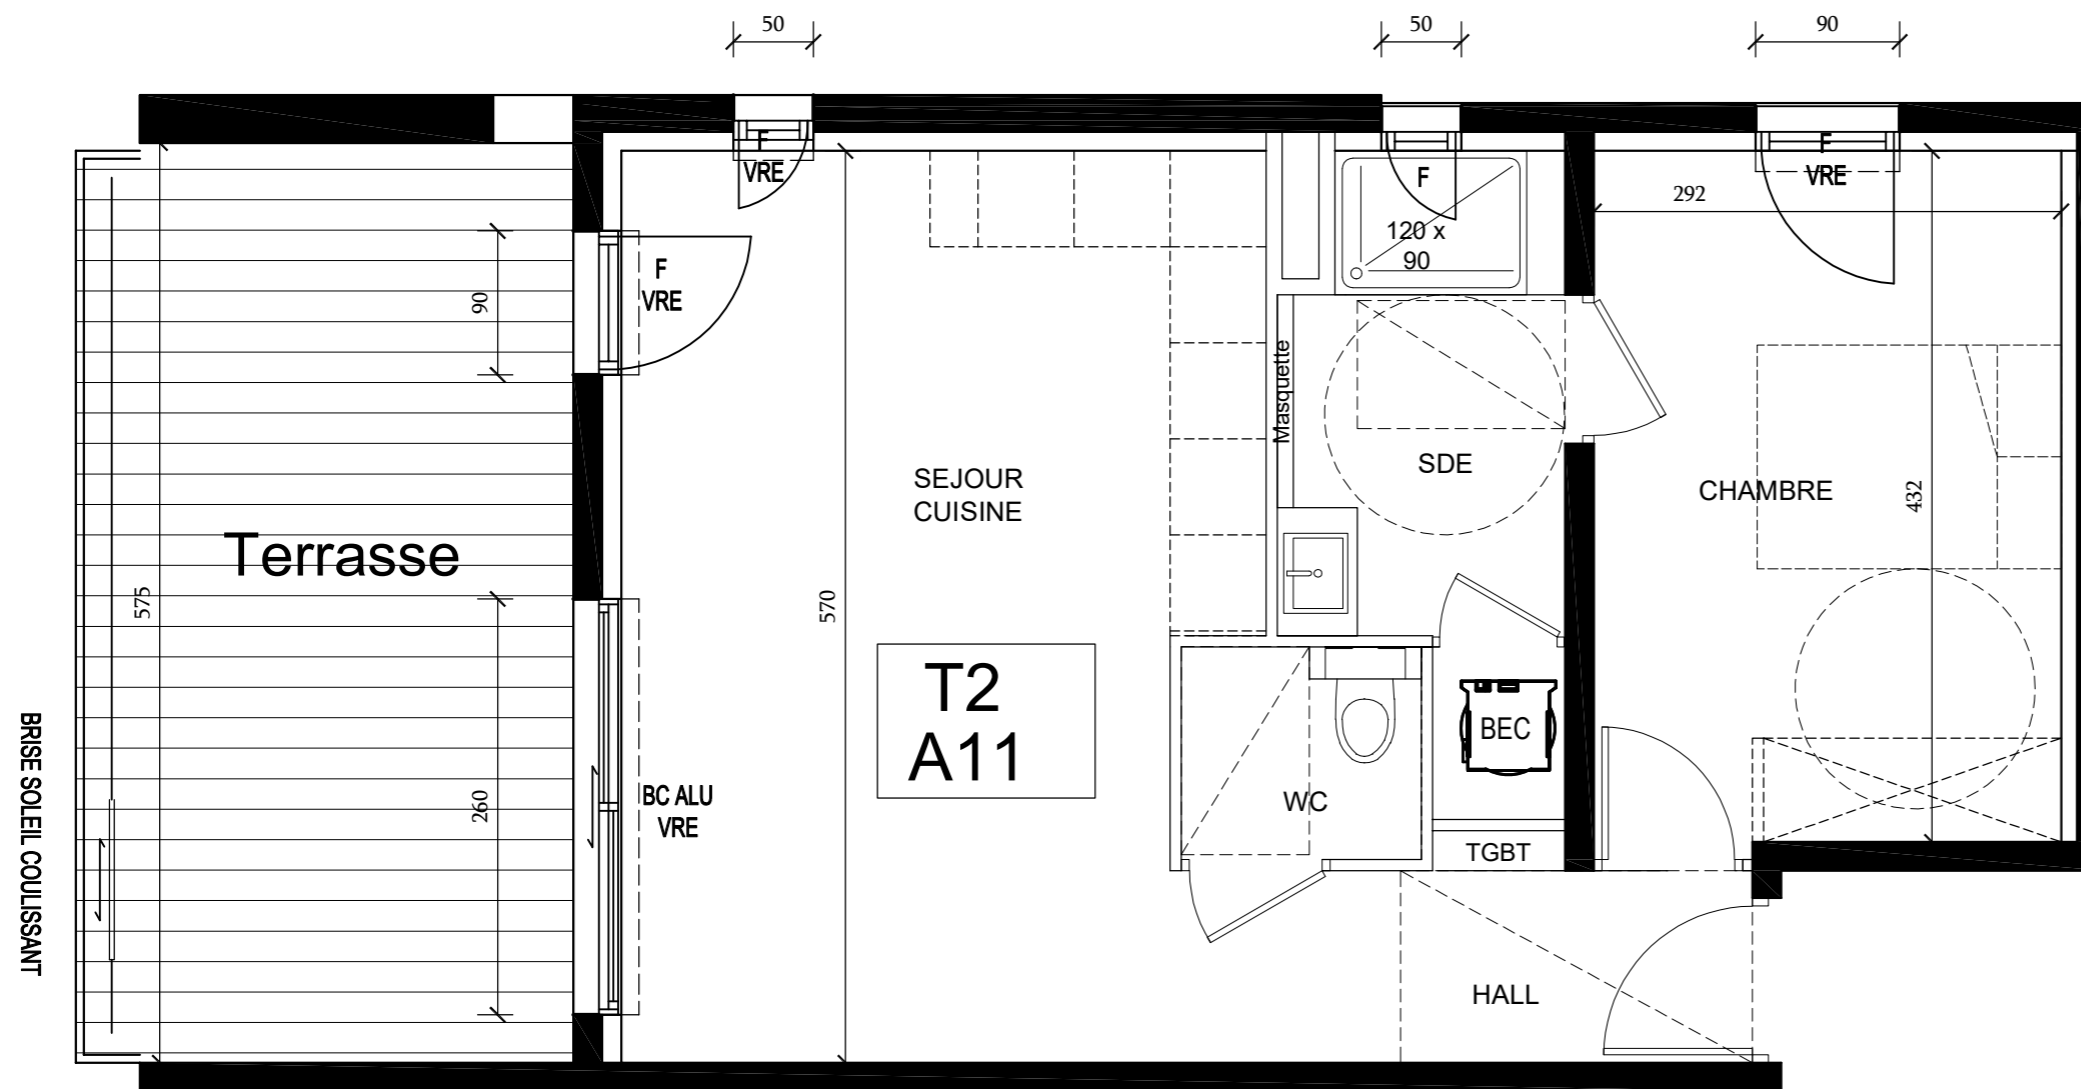 50
50
90
F
VRE
F
120 x
90
F
VRE
292
F
VRE
90
Masquette
SDE
SEJOUR
CUISINE
CHAMBRE
432
Terrasse
575
570
T2
A11
BEC
WC
TGBT
BC ALU
VRE
260
HALL
BRISE SOLEIL COULISSANT